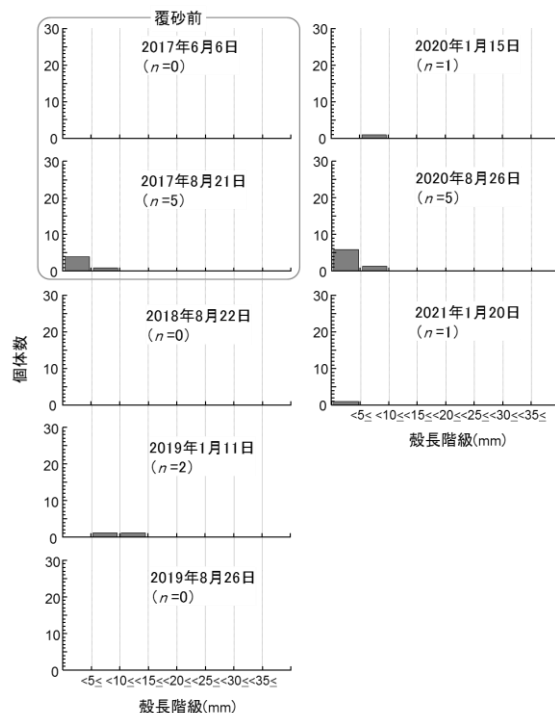 覆砂前
2017年6月6日
(n=0)
30
20
10
0
2017年8月21日
(n=5)
30
20
10
0
2018年8月22日
(n=0)
30
20
10
0
個体数
2019年1月11日
(n=2)
30
20
10
0
2019年8月26日
(n=0)
30
20
10
0
<5≤ <10≤<15≤<20≤<25≤<30≤<35≤
殻長階級(mm)
2020年1月15日
(n=1)
30
20
10
0
2020年8月26日
(n=5)
30
20
10
0
2021年1月20日
(n=1)
30
20
10
0
<5≤ <10≤<15≤<20≤<25≤<30≤<35≤
殻長階級(mm)